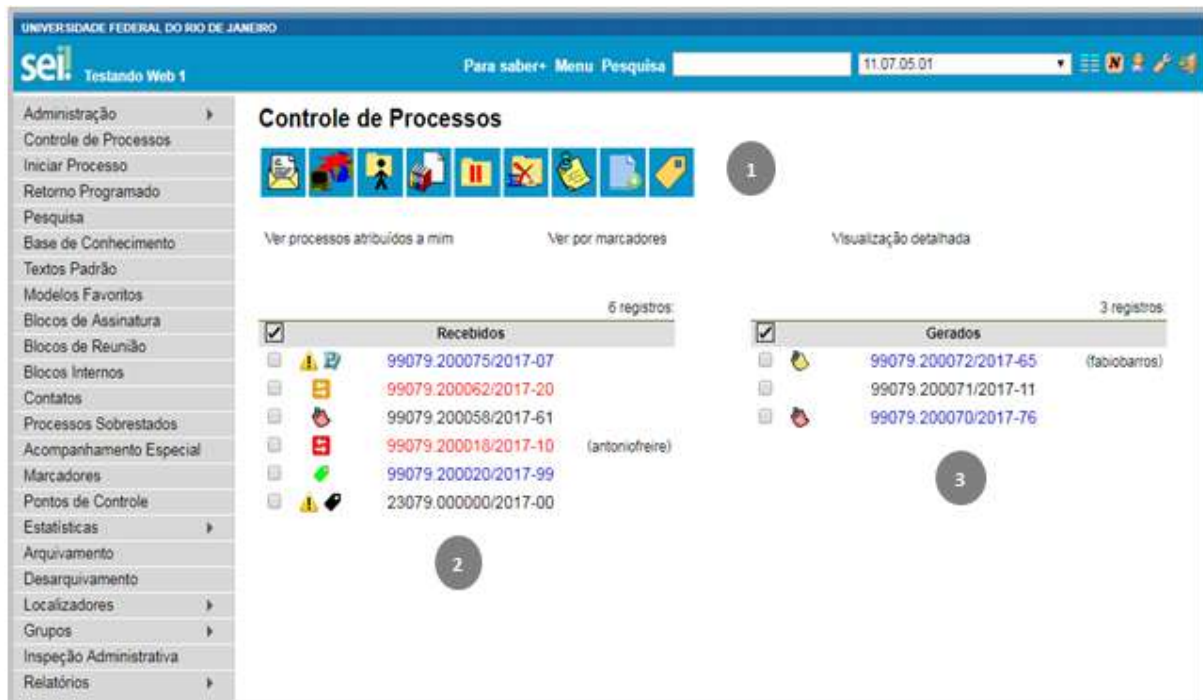 UNIVERSIDADE FEDERAL DO RIO DE JANEIRO
sei! Testando Web 1
Para saber+ Menu Pesquisa 11.07.05.01
Administração
Controle de Processos
Iniciar Processo
Retorno Programado
Pesquisa
Base de Conhecimento
Textos Padrão
Modelos Favoritos
Blocos de Assinatura
Blocos de Reunião
Blocos Internos
Contatos
Processos Sobrestados
Acompanhamento Especial
Marcadores
Pontos de Controle
Estatísticas
Arquivamento
Desarquivamento
Localizadores
Grupos
Inspeção Administrativa
Relatórios
Controle de Processos
1
Ver processos atribuídos a mim Ver por marcadores Visualização detalhada
6 registros:
Recebidos
99079.200075/2017-07
99079.200062/2017-20
99079.200058/2017-61
99079.200018/2017-10 (antoniofreire)
99079.200020/2017-99
23079.000000/2017-00
2
3 registros:
Gerados
99079.200072/2017-65 (fabiobarros)
99079.200071/2017-11
99079.200070/2017-76
3